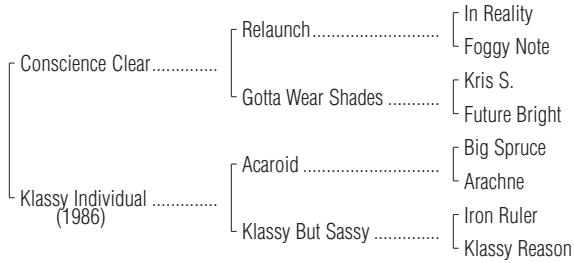 In Reality
Relaunch..............................
Foggy Note
Conscience Clear...............
Kris S.
Gotta Wear Shades ............
Future Bright
Big Spruce
Acaroid ................................
Arachne
Klassy Individual ...............
(1986)
Iron Ruler
Klassy But Sassy ...............
Klassy Reason